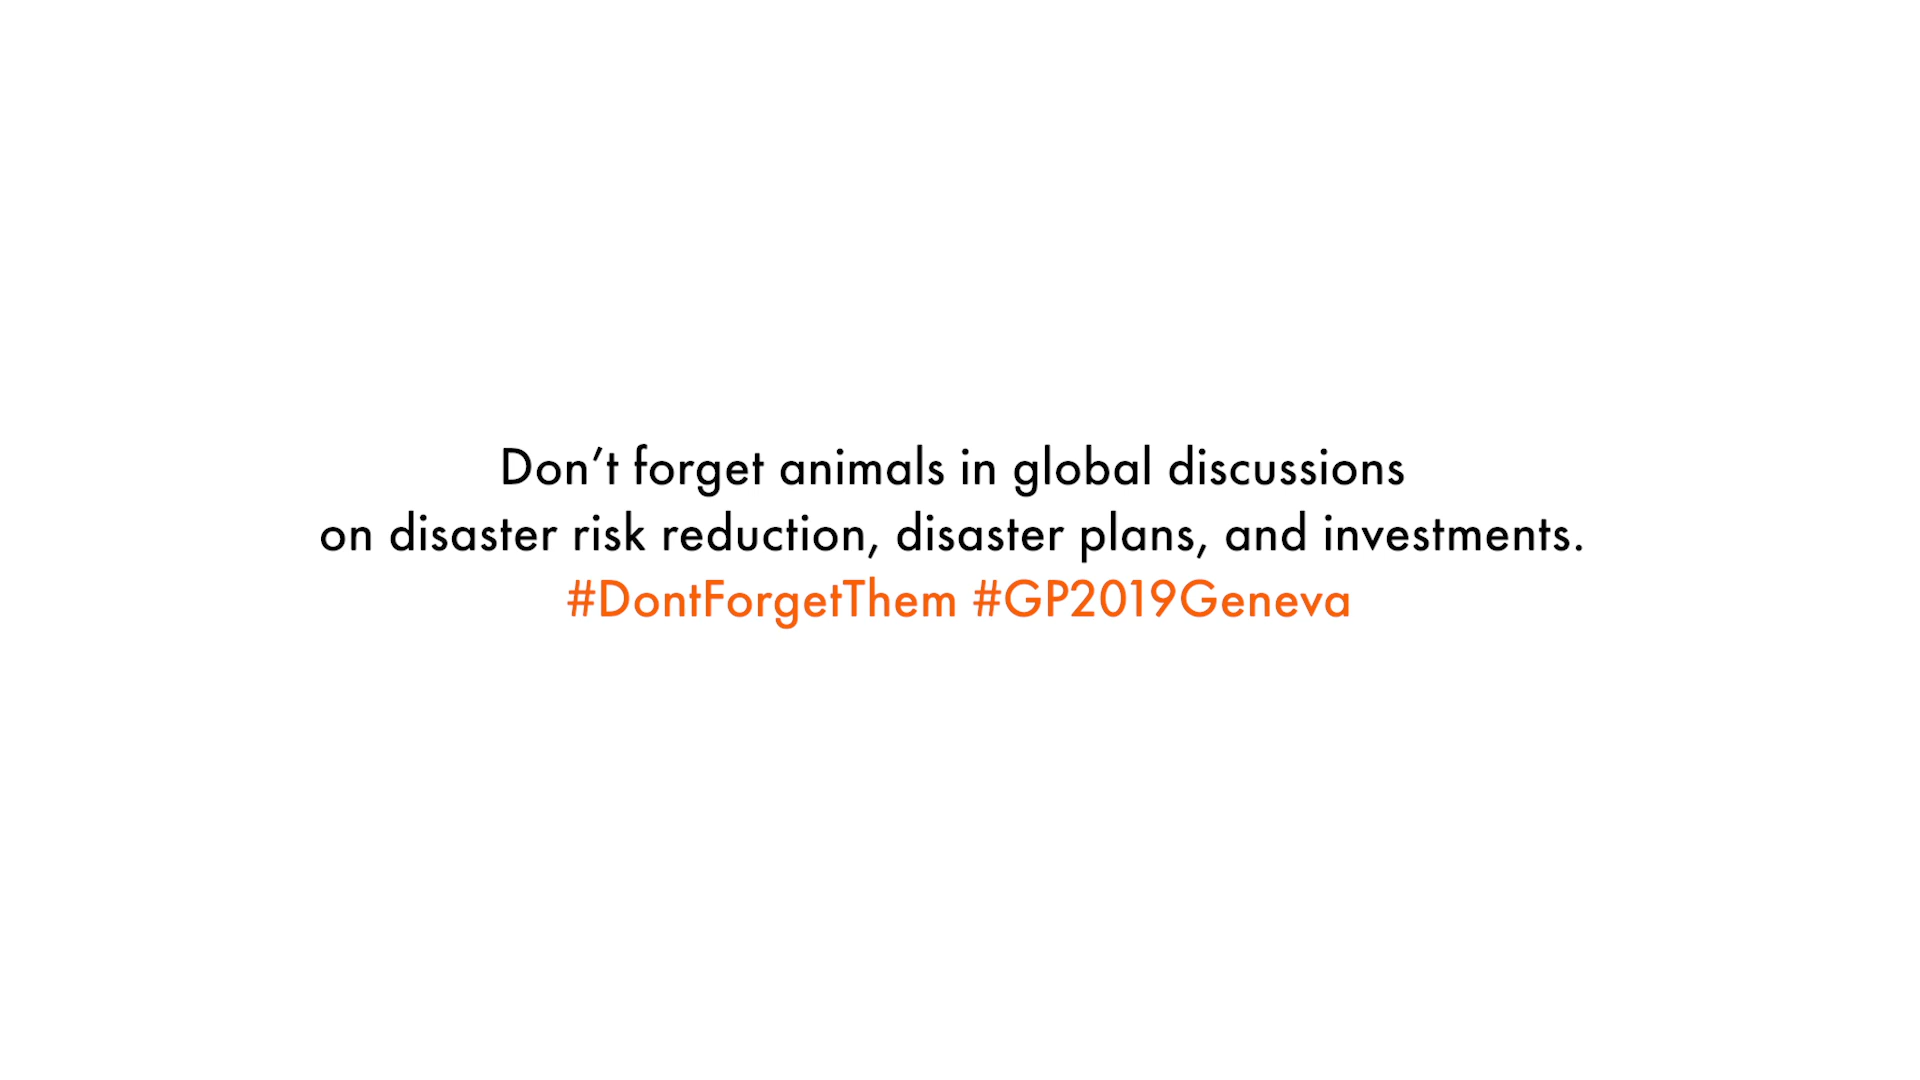 Don’t forget animals in global discussions
on disaster risk reduction, disaster plans, and investments.
#DontForgetThem #GP2019Geneva